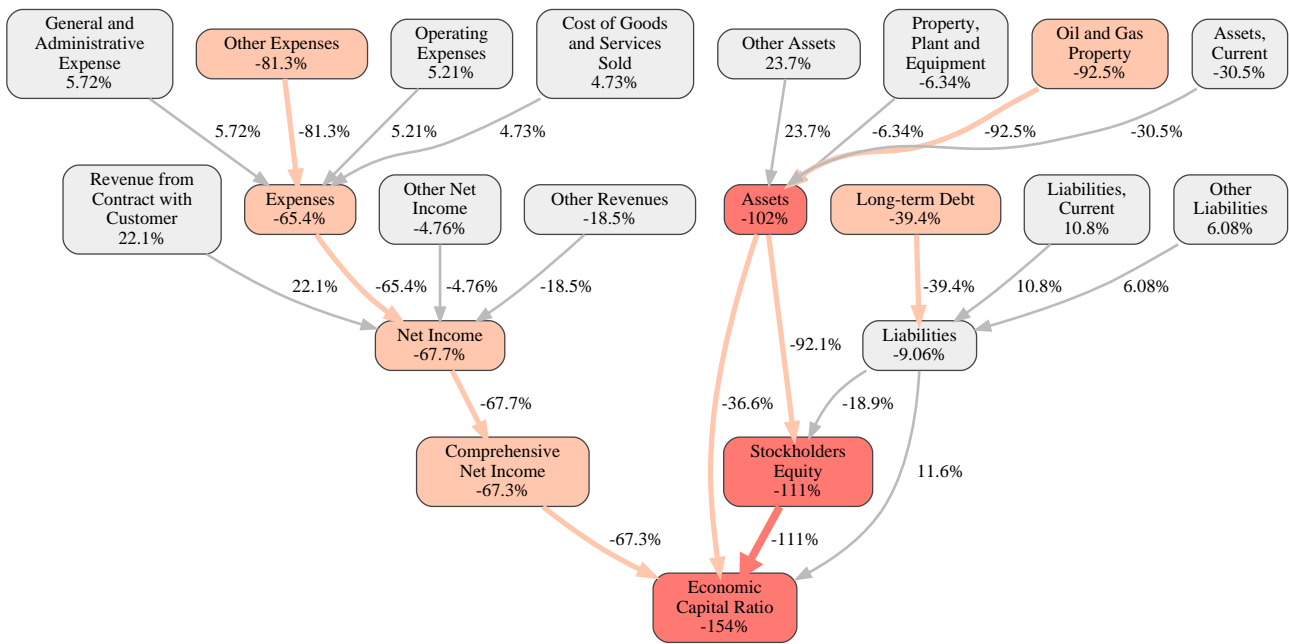 General and
Administrative
Expense
5.72%
Other Expenses
-81.3%
Operating
Expenses
5.21%
Cost of Goods
and Services
Sold
4.73%
Other Assets
23.7%
Property,
Plant and
Equipment
-6.34%
Oil and Gas
Property
-92.5%
Assets,
Current
-30.5%
5.72%
-81.3%
5.21%
4.73%
23.7%
-6.34%
-92.5%
-30.5%
Revenue from
Contract with
Customer
22.1%
Expenses
-65.4%
Other Net
Income
-4.76%
Other Revenues
-18.5%
Assets
-102%
Long-term Debt
-39.4%
Liabilities,
Current
10.8%
Other
Liabilities
6.08%
22.1%
-65.4%
-4.76%
-18.5%
-39.4%
10.8%
6.08%
Net Income
-67.7%
-92.1%
Liabilities
-9.06%
-67.7%
-36.6%
-18.9%
Comprehensive
Net Income
-67.3%
Stockholders
Equity
-111%
11.6%
-67.3%
-111%
Economic
Capital Ratio
-154%